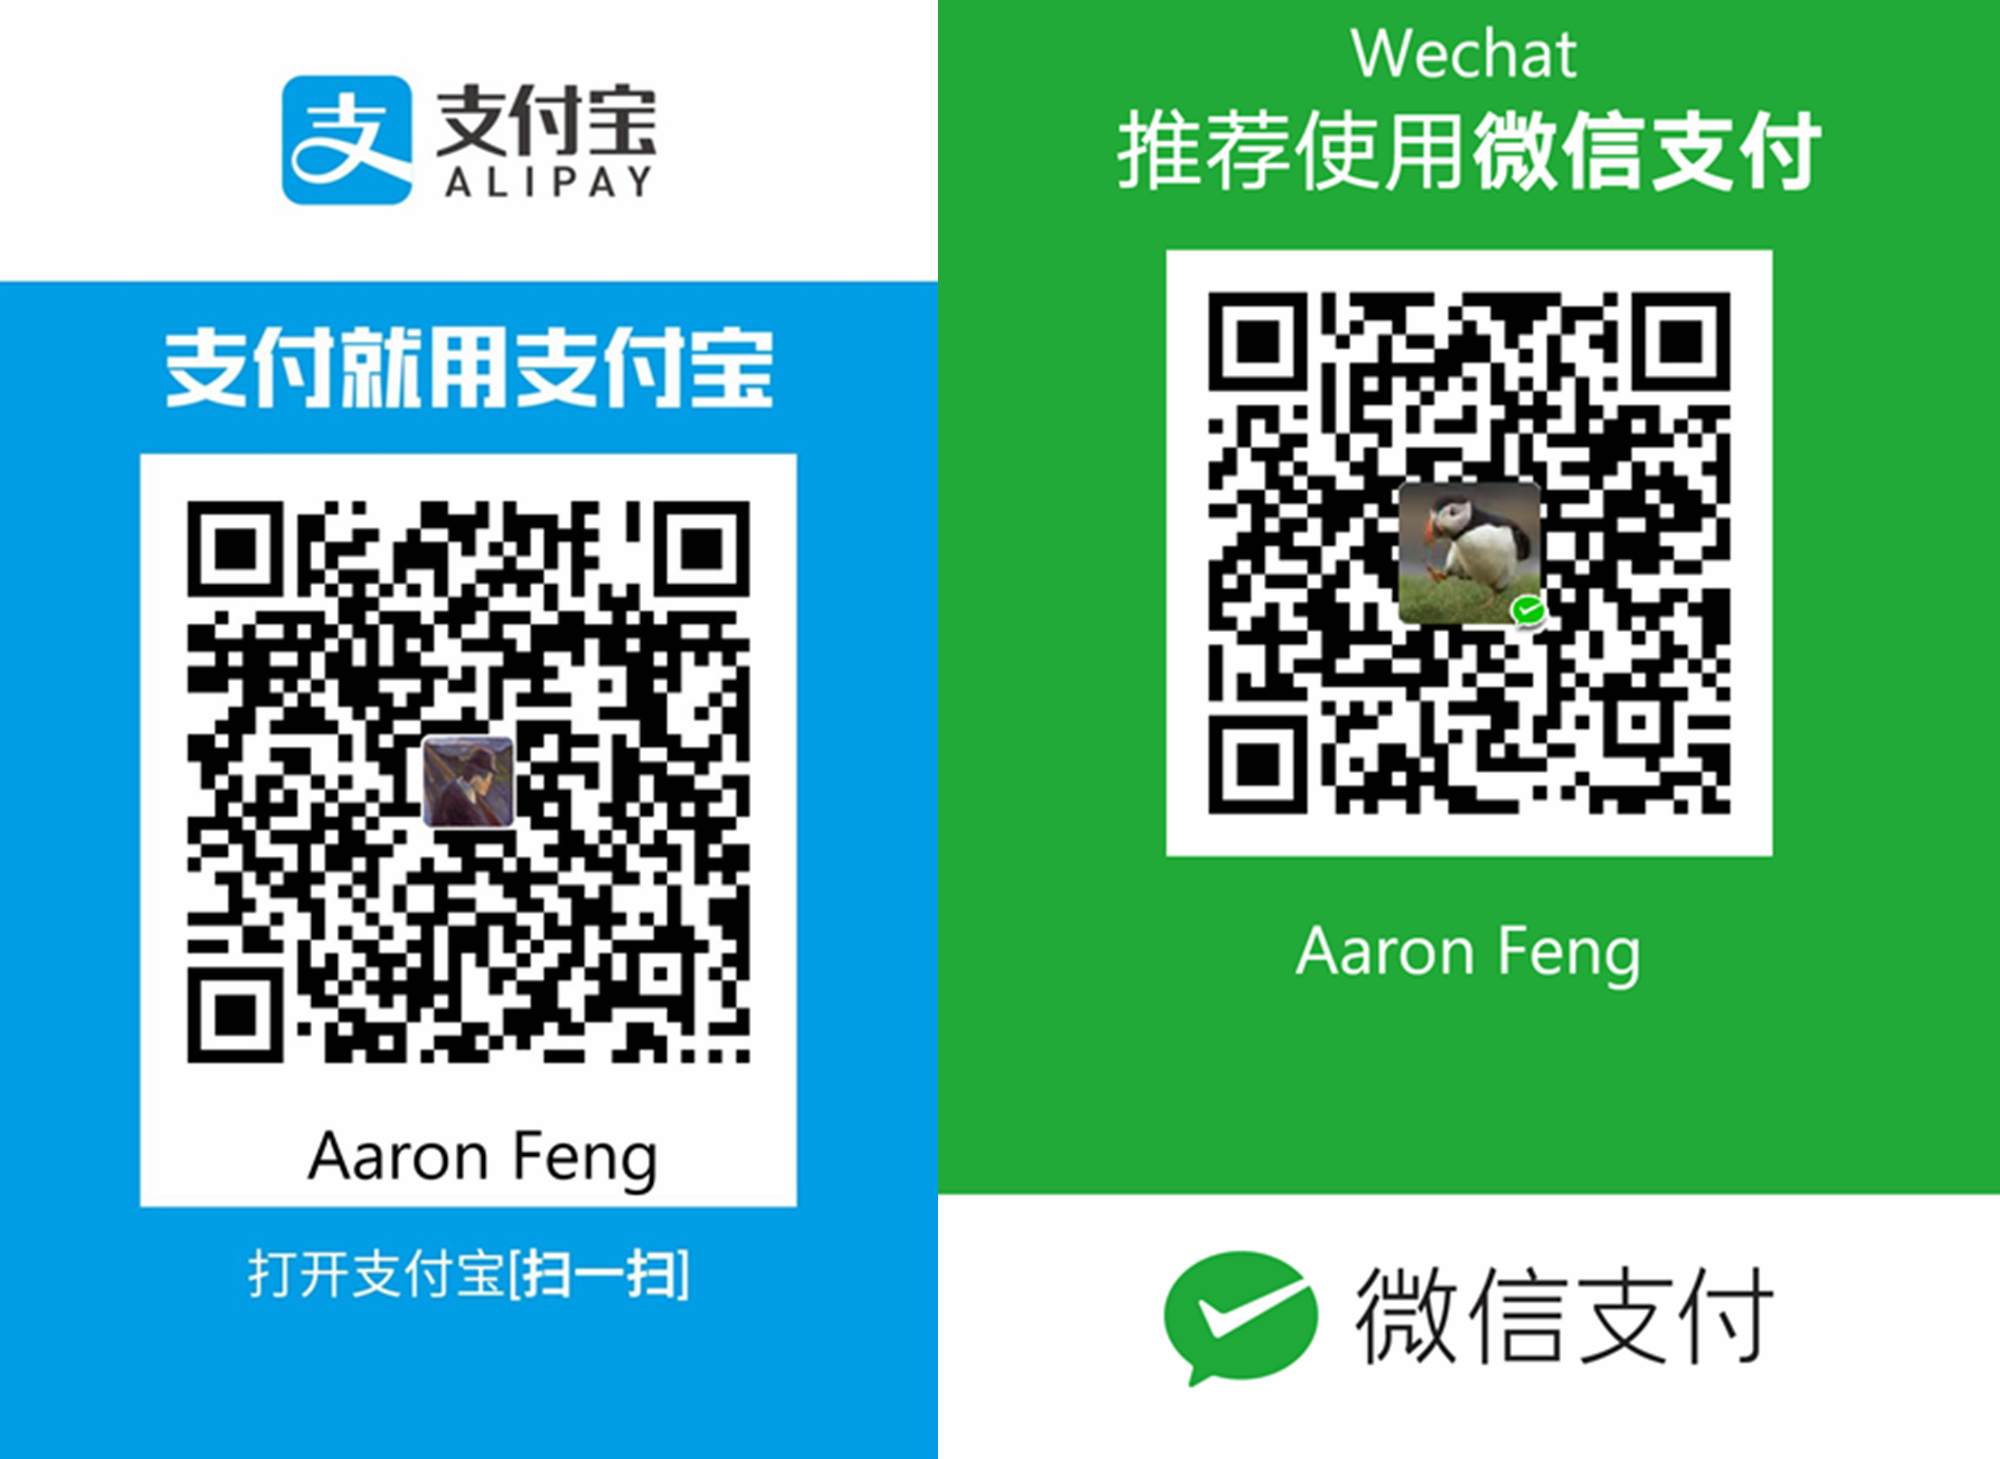 支付宝
ALIPAY
支付就用支付宝
Aaron Feng
打开支付宝[扫一扫]
Wechat
推荐使用微信支付
Aaron Feng
微信支付